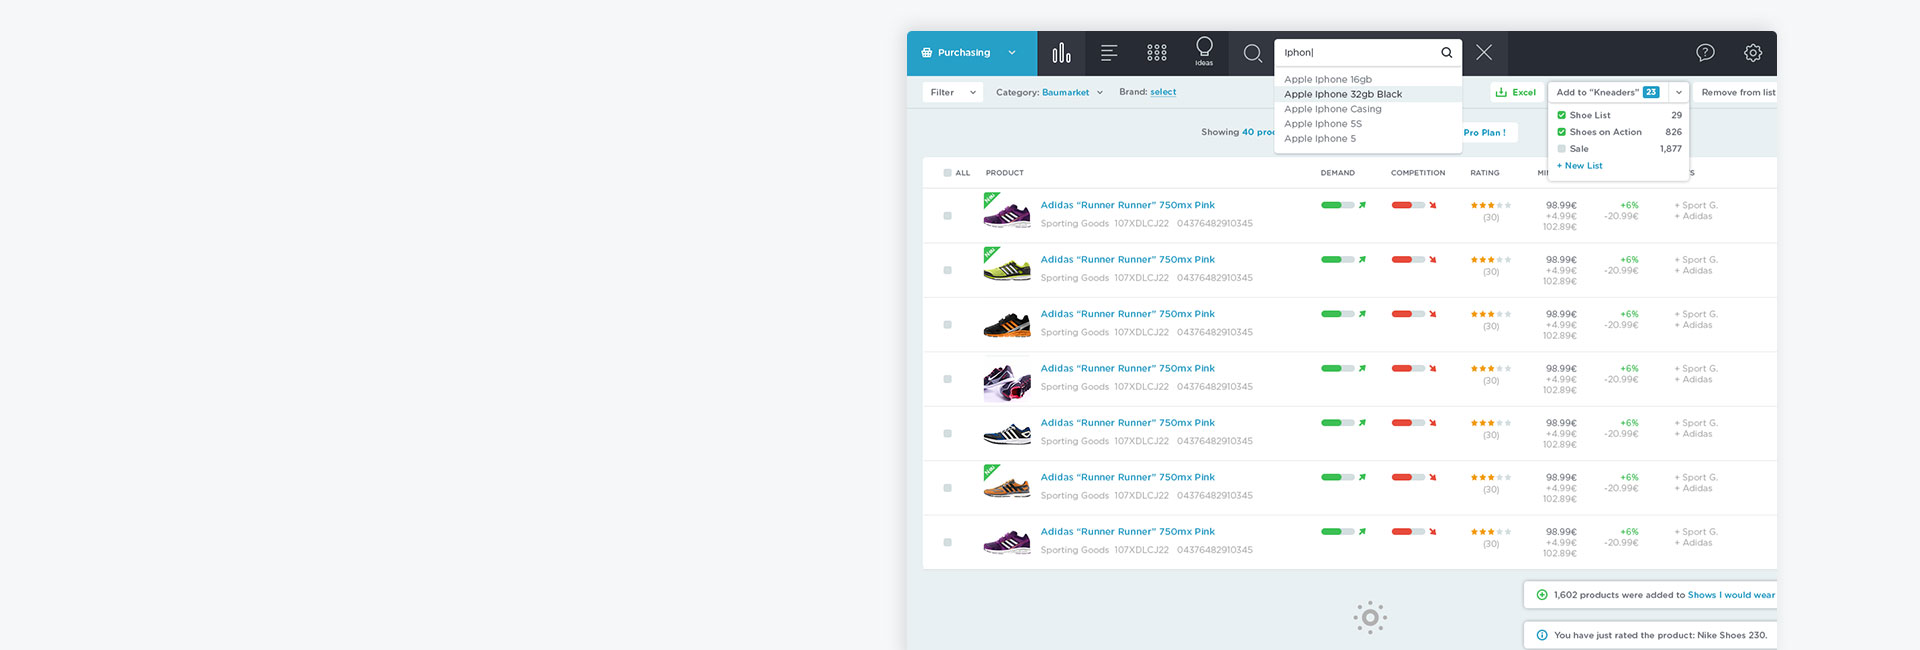 Purchasing
Ideas
Iphon
Apple Iphone 16gb
Apple Iphone 32gb Black
Apple Iphone Casing
Apple Iphone 5S
Apple Iphone 5
Filter
Category: Baumarket
Brand: select
Excel
Add to "Kneaders" 23
Remove from list
Shoe List 29
Shoes on Action 826
Sale 1,877
+ New List
Showing 40
Pro Plan !
ALL PRODUCT DEMAND COMPETITION RATING
New
Adidas “Runner Runner” 750mx Pink
Sporting Goods 107XDLCJ22 04376482910345
(30)
98.99€
+4.99€
102.89€
+6%
-20.99€
+ Sport G.
+ Adidas
New
Adidas “Runner Runner” 750mx Pink
Sporting Goods 107XDLCJ22 04376482910345
(30)
98.99€
+4.99€
102.89€
+6%
-20.99€
+ Sport G.
+ Adidas
Adidas “Runner Runner” 750mx Pink
Sporting Goods 107XDLCJ22 04376482910345
(30)
98.99€
+4.99€
102.89€
+6%
-20.99€
+ Sport G.
+ Adidas
Adidas “Runner Runner” 750mx Pink
Sporting Goods 107XDLCJ22 04376482910345
(30)
98.99€
+4.99€
102.89€
+6%
-20.99€
+ Sport G.
+ Adidas
Adidas “Runner Runner” 750mx Pink
Sporting Goods 107XDLCJ22 04376482910345
(30)
98.99€
+4.99€
102.89€
+6%
-20.99€
+ Sport G.
+ Adidas
New
Adidas “Runner Runner” 750mx Pink
Sporting Goods 107XDLCJ22 04376482910345
(30)
98.99€
+4.99€
102.89€
+6%
-20.99€
+ Sport G.
+ Adidas
Adidas “Runner Runner” 750mx Pink
Sporting Goods 107XDLCJ22 04376482910345
(30)
98.99€
+4.99€
102.89€
+6%
-20.99€
+ Sport G.
+ Adidas
1,602 products were added to Shows I would wear
You have just rated the product: Nike Shoes 230.